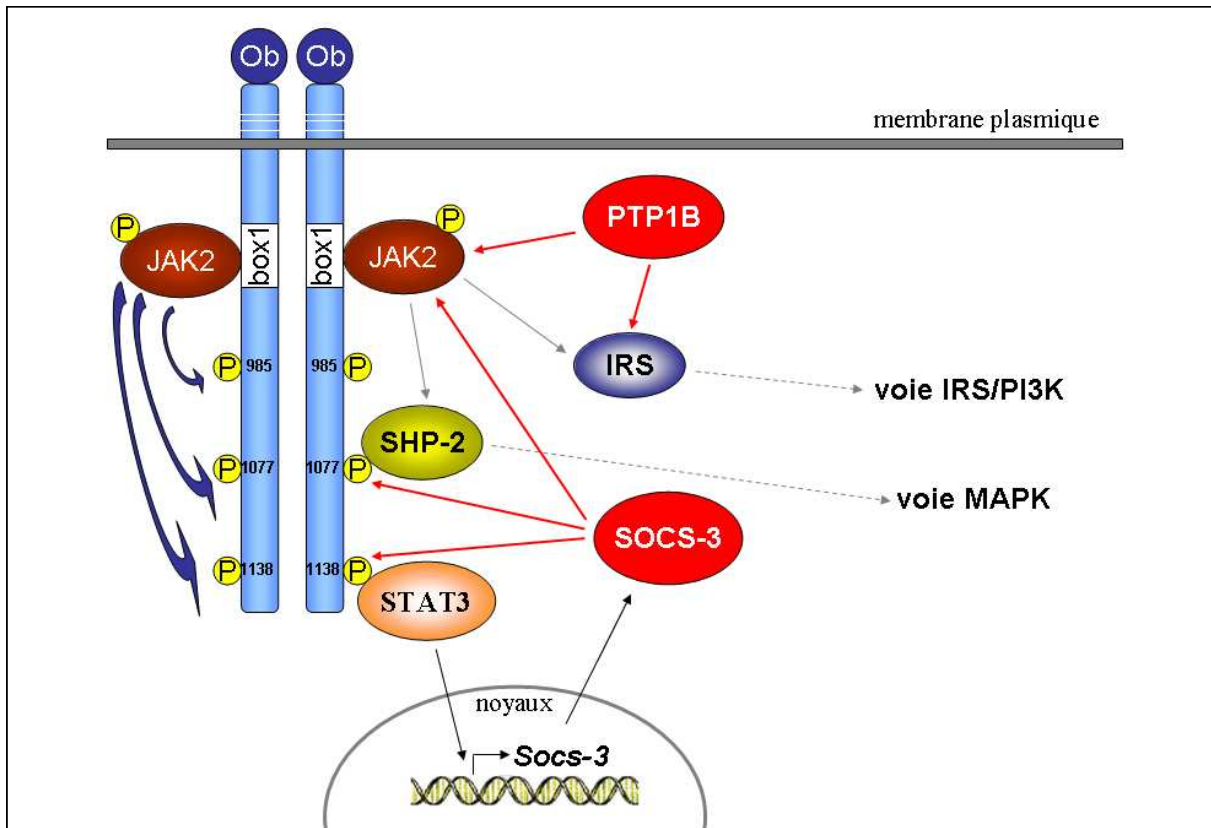 Ob Ob
membrane plasmique
PTP1B
P P
JAK2 box1 box1 JAK2
IRS
P 985 985 P
voie IRS/PI3K
SHP-2
P 1077 1077 P
voie MAPK
SOCS-3
P 1138 1138 P
STAT3
noyaux
Socs-3